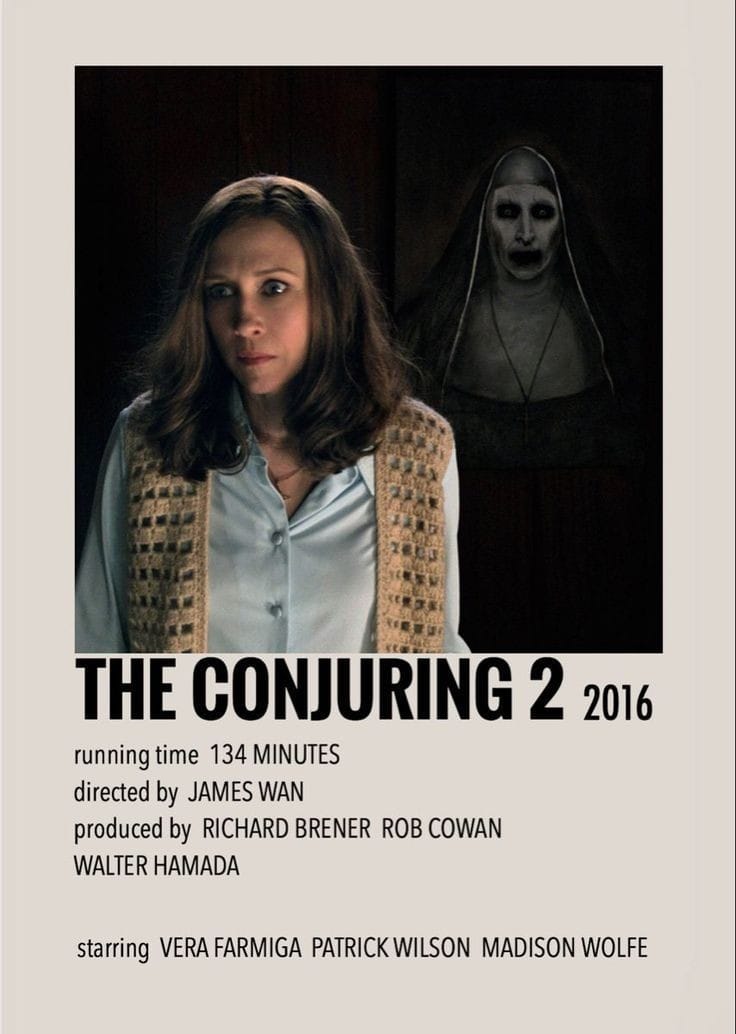 THE CONJURING 2 2016
running time 134 MINUTES
directed by JAMES WAN
produced by RICHARD BRENER ROB COWAN
WALTER HAMADA
starring VERA FARMIGA PATRICK WILSON MADISON WOLFE